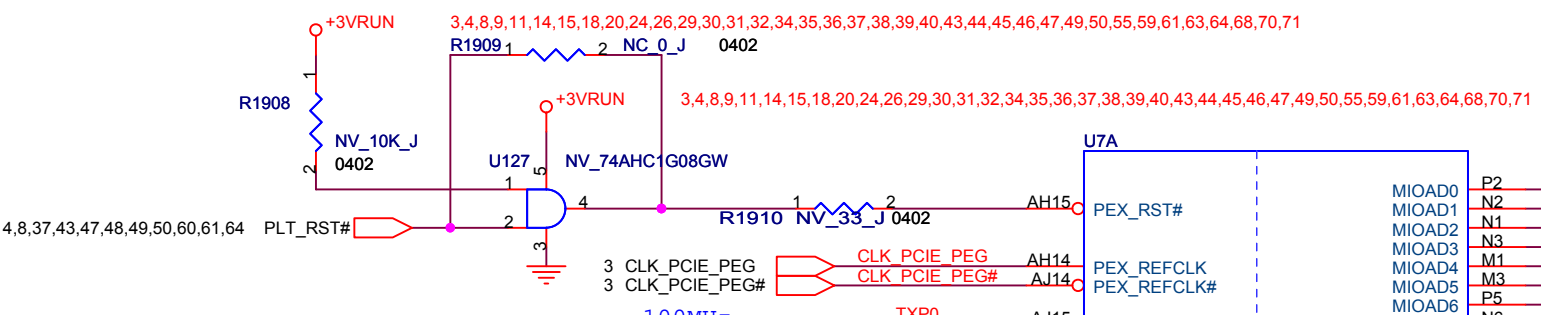 +3VRUN 3,4,8,9,11,14,15,18,20,24,26,29,30,31,32,34,35,36,37,38,39,40,43,44,45,46,47,49,50,55,59,61,63,64,68,70,71
R1909 1 2 NC_0_J 0402
1
+3VRUN 3,4,8,9,11,14,15,18,20,24,26,29,30,31,32,34,35,36,37,38,39,40,43,44,45,46,47,49,50,55,59,61,63,64,68,70,71
R1908
NV_10K_J
0402
2
U127 5 NV_74AHC1G08GW
1
4
2
3
4,8,37,43,47,48,49,50,60,61,64 PLT_RST#
1 2
R1910 NV_33_J 0402
U7A
AH15 PEX_RST#
3 CLK_PCIE_PEG CLK_PCIE_PEG AH14 PEX_REFCLK
3 CLK_PCIE_PEG# CLK_PCIE_PEG# AJ14 PEX_REFCLK#
MIOAD0 P2
MIOAD1 N2
MIOAD2 N1
MIOAD3 N3
MIOAD4 M1
MIOAD5 M3
MIOAD6 P5